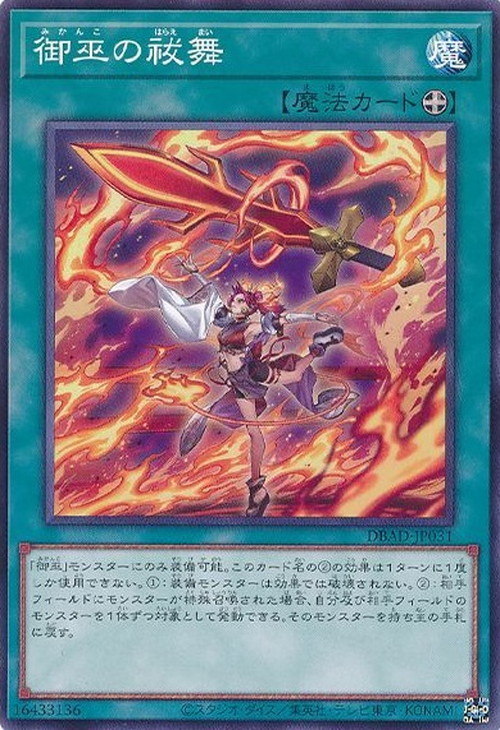 御巫の祓舞
魔
【魔法カード】
DBAD-JP031
「御巫」モンスターにのみ装備可能。このカード名の②の効果は1ターンに1度
しか使用できない。①：装備モンスターは効果では破壊されない。②：相手
フィールドにモンスターが特殊召喚された場合、自分及び相手フィールドの
モンスターを1体ずつ対象として発動できる。そのモンスターを持ち主の手札
に戻す。
16433136
©スタジオ・ダイス／集英社・テレビ東京・KONAMI